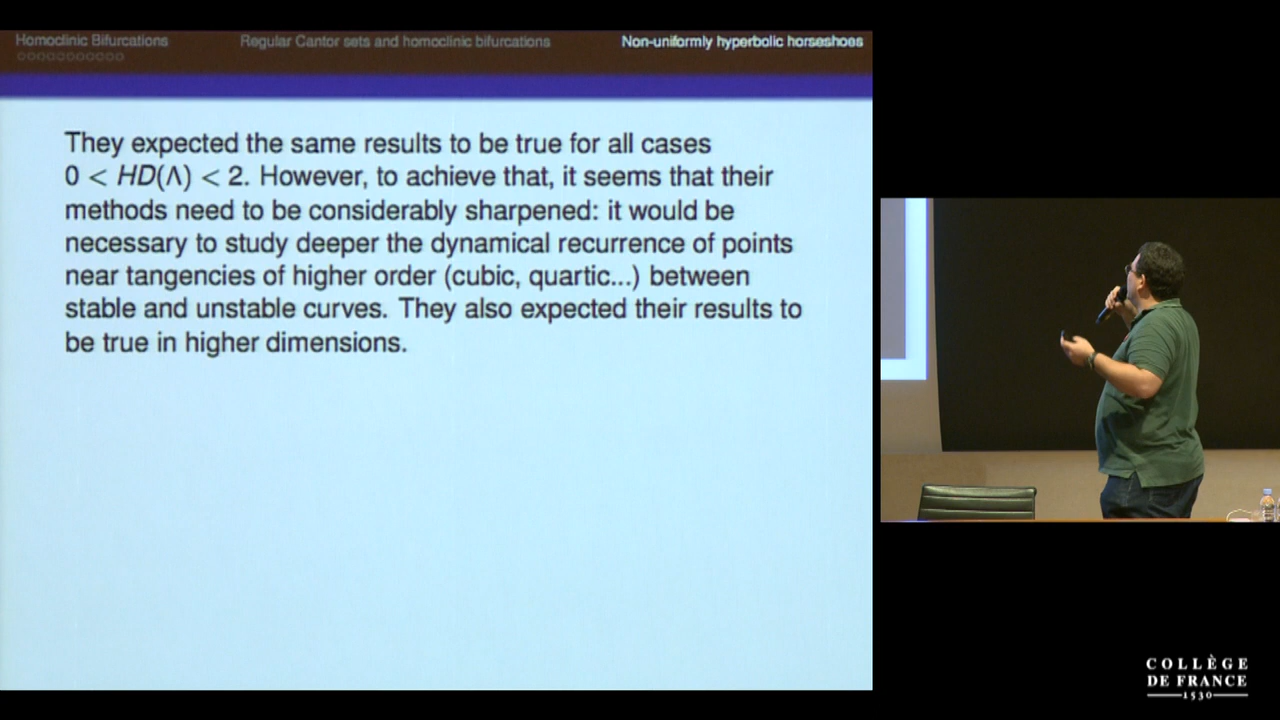 Homoclinic Bifurcations
Regular Cantor sets and homoclinic bifurcations
Non-uniformly hyperbolic horseshoes
They expected the same results to be true for all cases
0 < HD(Λ) < 2. However, to achieve that, it seems that their
methods need to be considerably sharpened: it would be
necessary to study deeper the dynamical recurrence of points
near tangencies of higher order (cubic, quartic...) between
stable and unstable curves. They also expected their results to
be true in higher dimensions.
COLLÈGE
DE FRANCE
1530